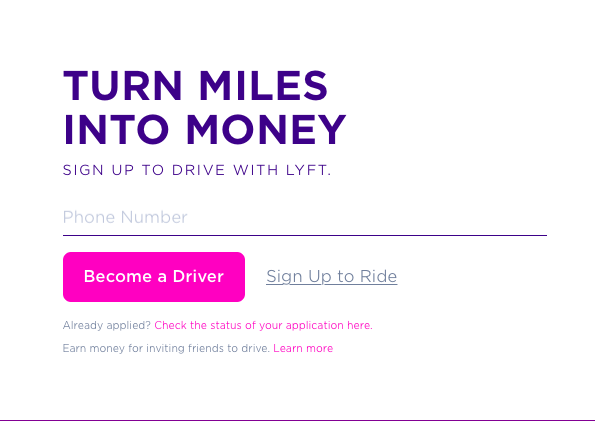 TURN MILES
INTO MONEY
SIGN UP TO DRIVE WITH LYFT.
Phone Number
Become a Driver Sign Up to Ride
Already applied? Check the status of your application here.
Earn money for inviting friends to drive. Learn more